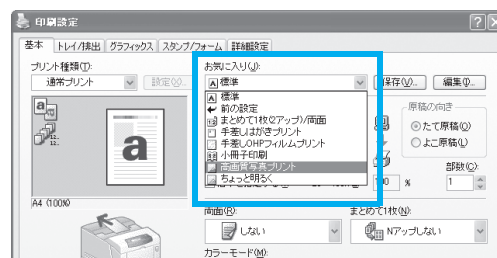 印刷設定
基本 トレイ/排出 グラフィックス スタンプ/フォーム 詳細設定
プリント種類(T):
通常プリント
設定(X)...
お気に入り(J):
標準
保存(V)... 編集(I)...
標準
前の設定
まとめて1枚(2アップ)/両面
手差しはがきプリント
手差しOHPフィルムプリント
小冊子印刷
高画質写真プリント
ちょっと明るく
原稿の向き
たて原稿(O)
よこ原稿(L)
%
部数(C):
1
A4 (100%)
両面(R):
しない
まとめて1枚(N):
Nアップしない
カラーモード(M):